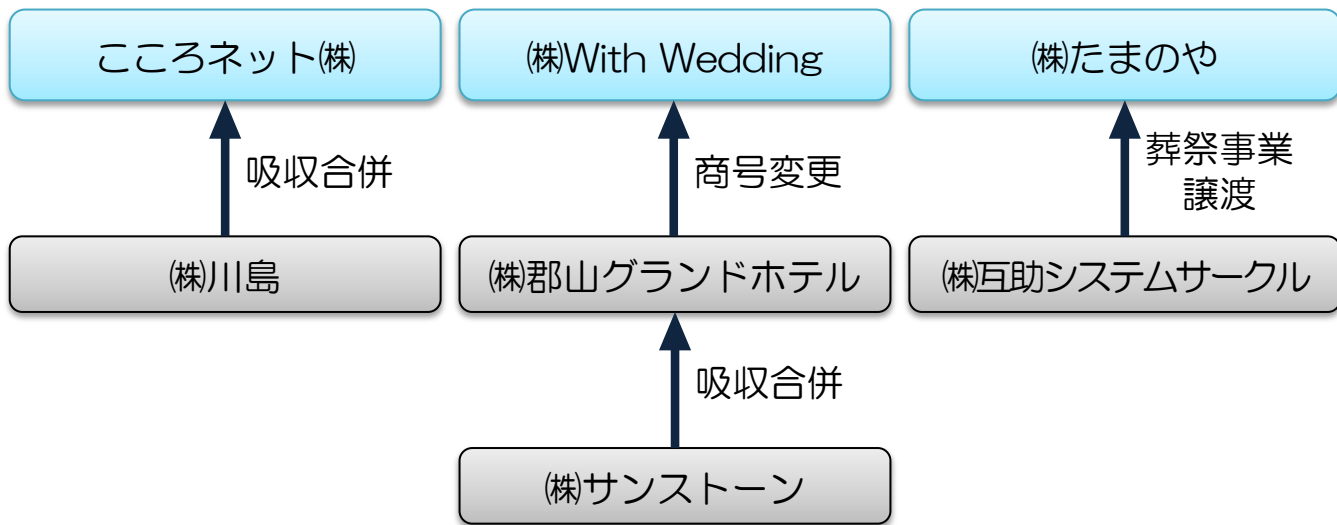 こころネット㈱
㈱With Wedding
㈱たまのや
吸収合併
商号変更
葬祭事業
譲渡
㈱川島
㈱郡山グランドホテル
㈱互助システムサークル
吸収合併
㈱サンストーン